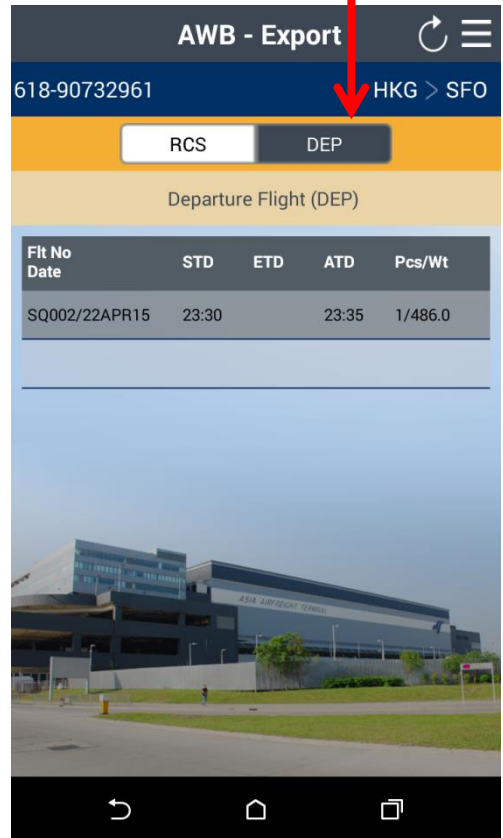 AWB - Export
618-90732961 HKG > SFO
RCS DEP
Departure Flight (DEP)
Flt No Date STD ETD ATD Pcs/Wt
SQ002/22APR15 23:30 23:35 1/486.0
ASIA AIRFREIGHT TERMINAL